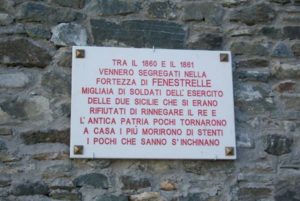 TRA IL 1860 E IL 1861
VENNERO SEGREGATI NELLA
FORTEZZA DI FENESTRELLE
MIGLIAIA DI SOLDATI DELL'ESERCITO
DELLE DUE SICILIE CHE SI ERANO
RIFIUTATI DI RINNEGARE IL RE E
L'ANTICA PATRIA POCHI TORNARONO
A CASA I PIÚ MORIRONO DI STENTI
I POCHI CHE SANNO S'INCHINANO